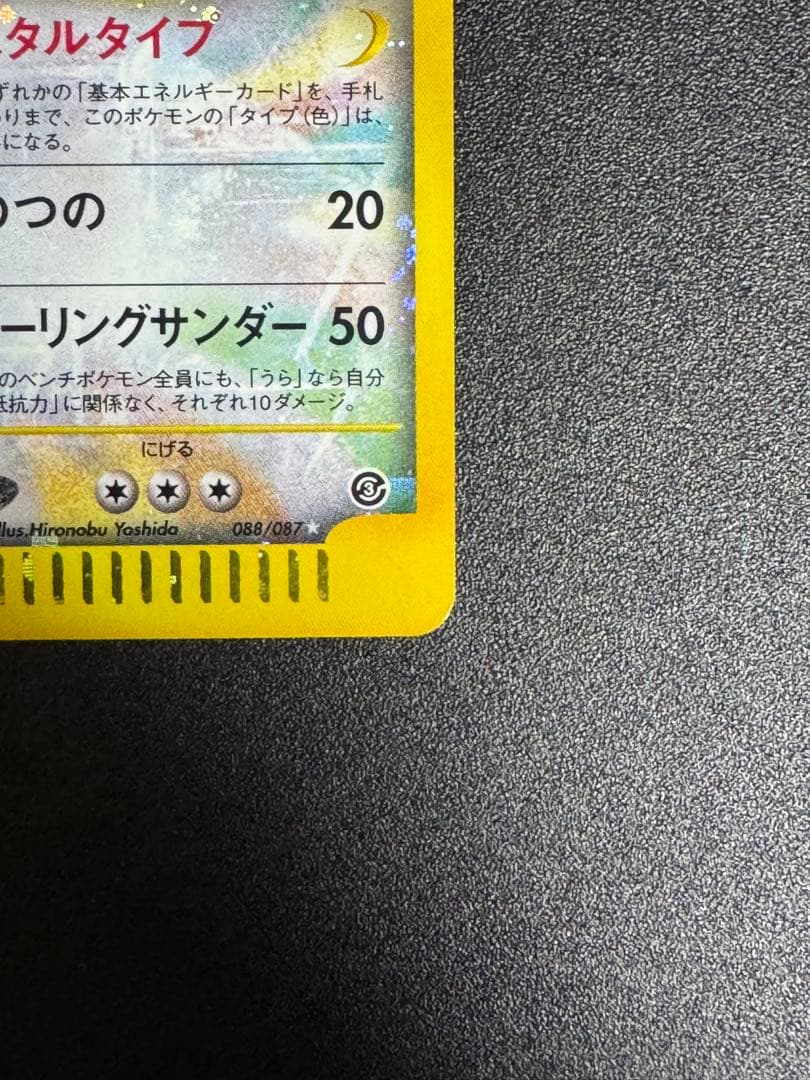 タルタイプ
ずれかの「基本エネルギーカード」を、手札
りまで、このポケモンの「タイプ(色)」は、
になる。
つの 20
ーリングサンダー 50
のベンチポケモン全員にも、「うら」なら自分
抵抗力」に関係なく、それぞれ10ダメージ。
にげる
3
llus.Hironobu Yoshida 088/087